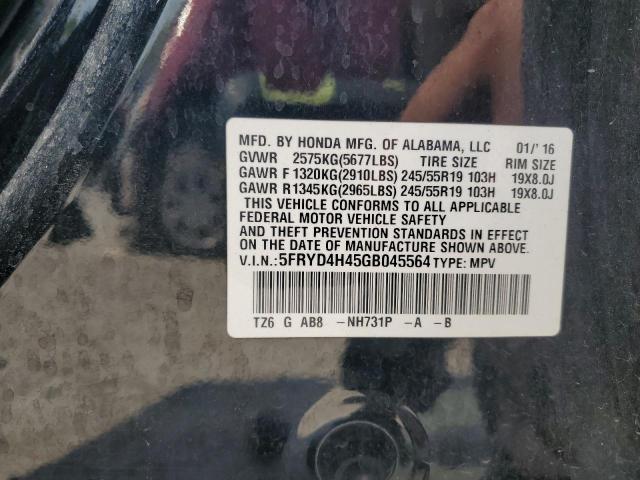 MFD. BY HONDA MFG. OF ALABAMA, LLC 01/'16
GVWR 2575KG(5677LBS) TIRE SIZE RIM SIZE
GAWR F 1320KG(2910LBS) 245/55R19 103H 19X8.0J
GAWR R 1345KG(2965LBS) 245/55R19 103H 19X8.0J
THIS VEHICLE CONFORMS TO ALL APPLICABLE
FEDERAL MOTOR VEHICLE SAFETY
AND THEFT PREVENTION STANDARDS IN EFFECT
ON THE DATE OF MANUFACTURE SHOWN ABOVE.
V.I.N.: 5FRYD4H45GB045564 TYPE: MPV
TZ6 G AB8 -NH731P -A -B